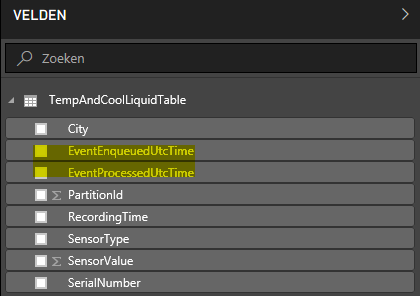 VELDEN
Zoeken
TempAndCoolLiquidTable
City
EventEnqueuedUtcTime
EventProcessedUtcTime
Σ PartitionId
RecordingTime
SensorType
Σ SensorValue
SerialNumber